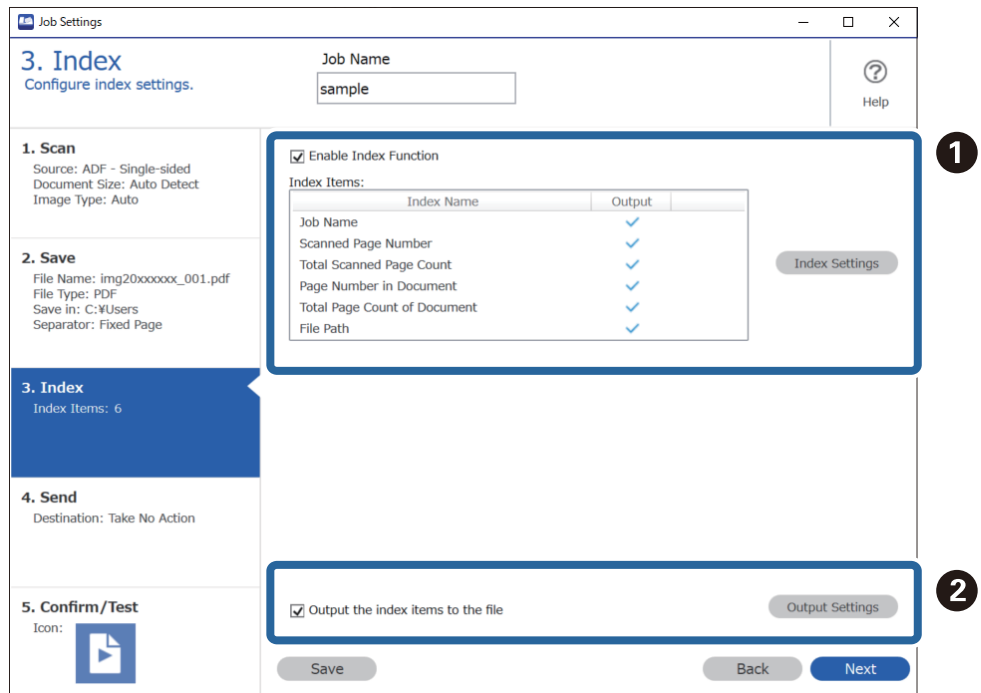 Job Settings
3. Index
Configure index settings.
Job Name
sample
Help
1. Scan
Source: ADF - Single-sided
Document Size: Auto Detect
Image Type: Auto
2. Save
File Name: img20xxxxxx_001.pdf
File Type: PDF
Save in: C:¥Users
Separator: Fixed Page
3. Index
Index Items: 6
4. Send
Destination: Take No Action
5. Confirm/Test
Icon:
Enable Index Function
Index Items:
Index Name Output
Job Name
Scanned Page Number
Total Scanned Page Count
Page Number in Document
Total Page Count of Document
File Path
Index Settings
1
Output the index items to the file
Output Settings
2
Save
Back
Next